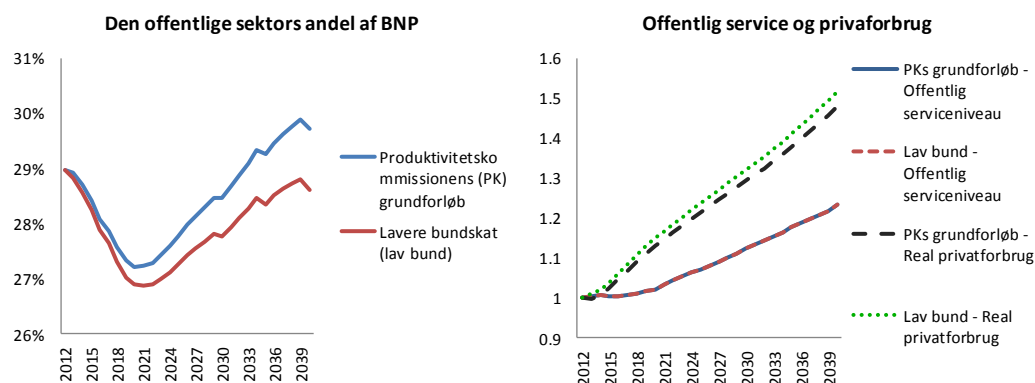 Den offentlige sektors andel af BNP
31%
30%
29%
28%
27%
26%
2012
2015
2018
2021
2024
2027
2030
2033
2036
2039
Produktivitetsko
mmissionens (PK)
grundforløb
Lavere bundskat
(lav bund)
Offentlig service og privaforbrug
1.6
1.5
1.4
1.3
1.2
1.1
1
0.9
2012
2015
2018
2021
2024
2027
2030
2033
2036
2039
PKs grundforløb -
Offentlig
serviceniveau
Lav bund -
Offentlig
serviceniveau
PKs grundforløb -
Real privatforbrug
Lav bund - Real
privatforbrug